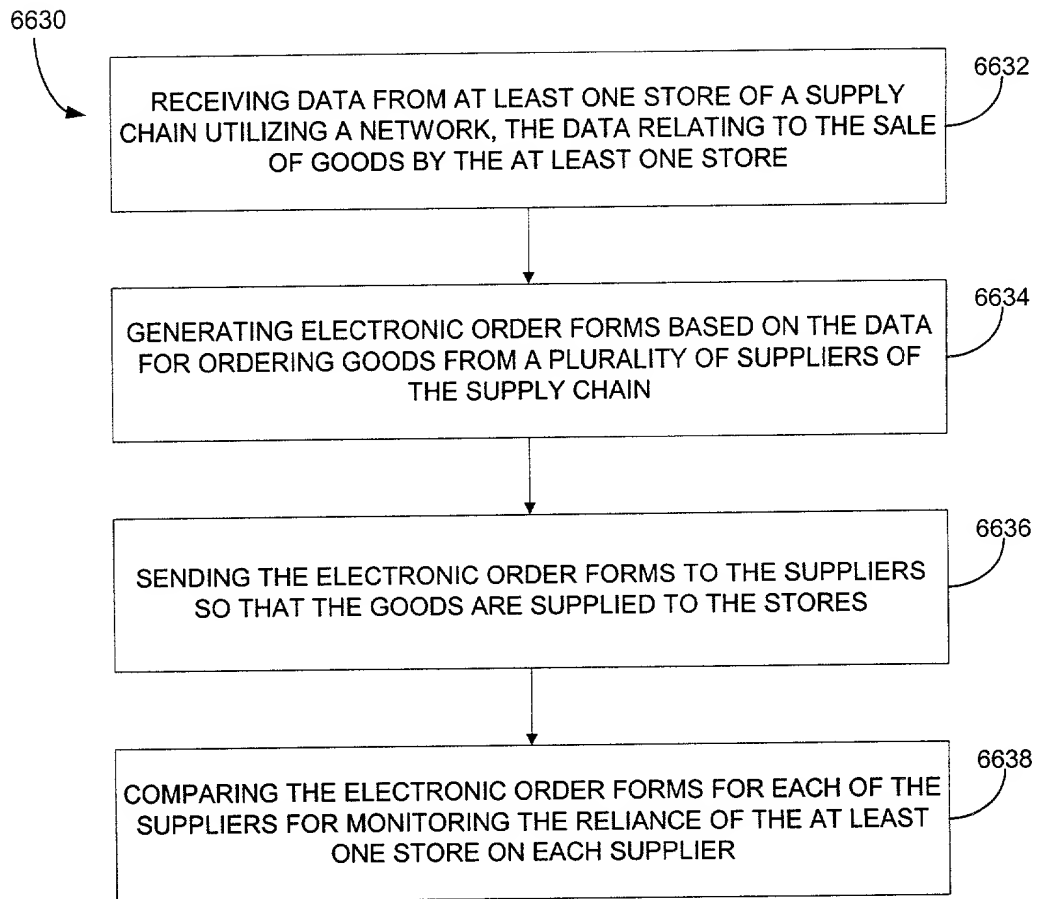 6630
6632
RECEIVING DATA FROM AT LEAST ONE STORE OF A SUPPLY
CHAIN UTILIZING A NETWORK, THE DATA RELATING TO THE SALE
OF GOODS BY THE AT LEAST ONE STORE
6634
GENERATING ELECTRONIC ORDER FORMS BASED ON THE DATA
FOR ORDERING GOODS FROM A PLURALITY OF SUPPLIERS OF
THE SUPPLY CHAIN
6636
SENDING THE ELECTRONIC ORDER FORMS TO THE SUPPLIERS
SO THAT THE GOODS ARE SUPPLIED TO THE STORES
6638
COMPARING THE ELECTRONIC ORDER FORMS FOR EACH OF THE
SUPPLIERS FOR MONITORING THE RELIANCE OF THE AT LEAST
ONE STORE ON EACH SUPPLIER